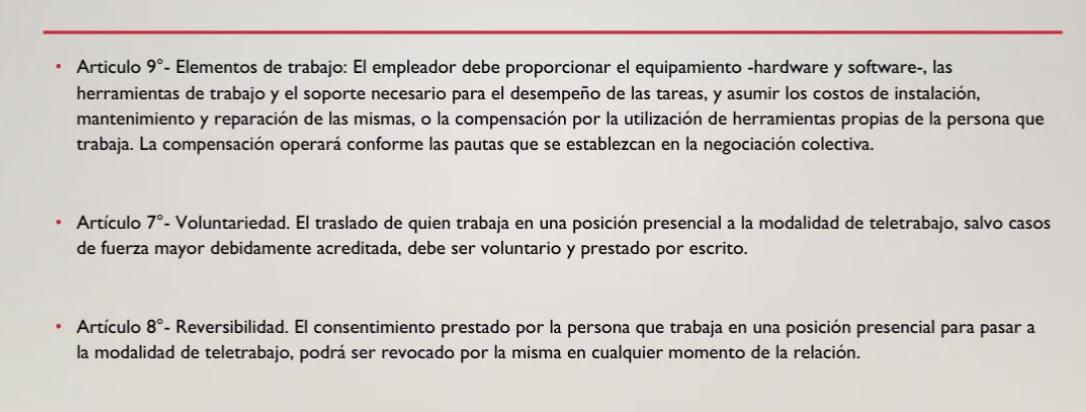 • Articulo 9°- Elementos de trabajo: El empleador debe proporcionar el equipamiento -hardware y software-, las
herramientas de trabajo y el soporte necesario para el desempeño de las tareas, y asumir los costos de instalación,
mantenimiento y reparación de las mismas, o la compensación por la utilización de herramientas propias de la persona que
trabaja. La compensación operará conforme las pautas que se establezcan en la negociación colectiva.
• Artículo 7°- Voluntariedad. El traslado de quien trabaja en una posición presencial a la modalidad de teletrabajo, salvo casos
de fuerza mayor debidamente acreditada, debe ser voluntario y prestado por escrito.
• Artículo 8°- Reversibilidad. El consentimiento prestado por la persona que trabaja en una posición presencial para pasar a
la modalidad de teletrabajo, podrá ser revocado por la misma en cualquier momento de la relación.